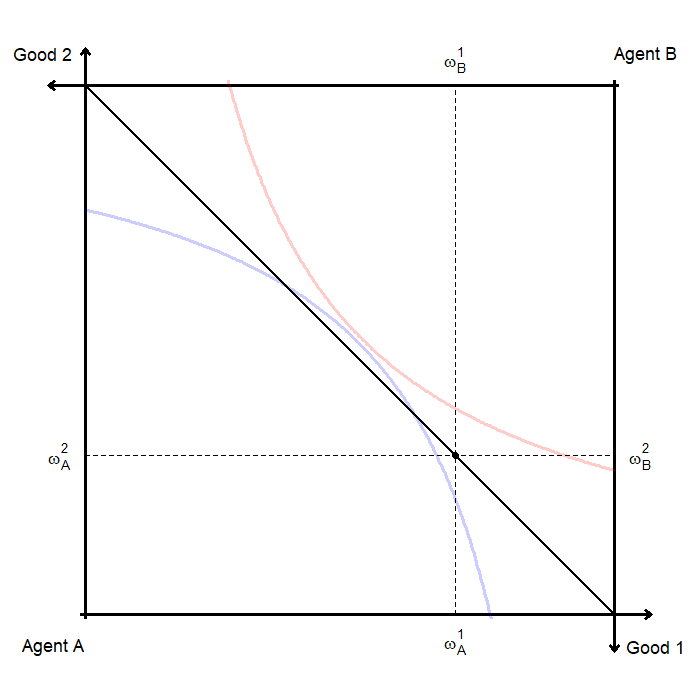 Good 2
ω_B^1
Agent B
ω_A^2
ω_B^2
Agent A
ω_A^1
Good 1